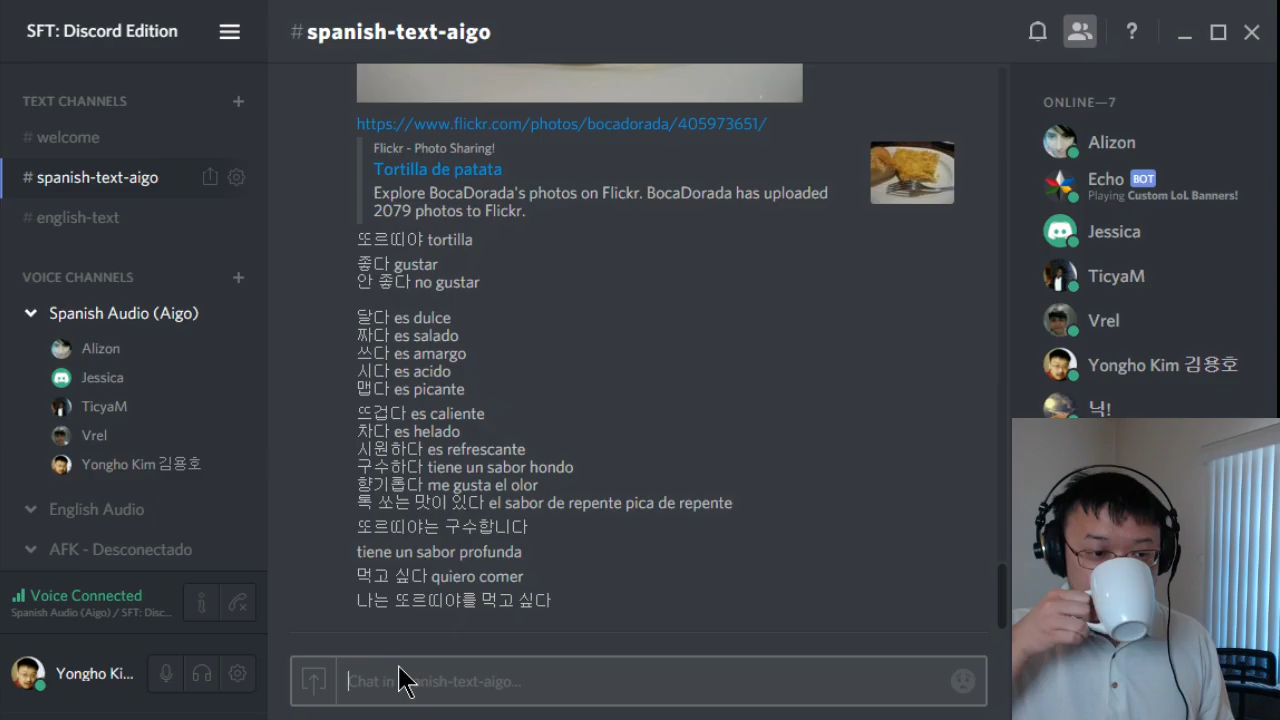 SFT: Discord Edition
# spanish-text-aigo
TEXT CHANNELS
# welcome
# spanish-text-aigo
# english-text
VOICE CHANNELS
Spanish Audio (Aigo)
Alizon
Jessica
TicyaM
Vrel
Yongho Kim 김용호
English Audio
AFK - Desconectado
Voice Connected
Spanish Audio (Aigo) / SFT: Disc...
Yongho Ki...
https://www.flickr.com/photos/bocadorada/405973651/
Flickr - Photo Sharing!
Tortilla de patata
Explore BocaDorada's photos on Flickr. BocaDorada has uploaded
2079 photos to Flickr.
또르띠야 tortilla
좋다 gustar
안 좋다 no gustar
달다 es dulce
짜다 es salado
쓰다 es amargo
시다 es acido
맵다 es picante
뜨겁다 es caliente
차다 es helado
시원하다 es refrescante
구수하다 tiene un sabor hondo
향기롭다 me gusta el olor
톡 쏘는 맛이 있다 el sabor de repente pica de repente
또르띠야는 구수합니다
tiene un sabor profunda
먹고 싶다 quiero comer
나는 또르띠야를 먹고 싶다
Chat in spanish-text-aigo...
ONLINE—7
Alizon
Echo BOT
Playing Custom LoL Banners!
Jessica
TicyaM
Vrel
Yongho Kim 김용호
닉!